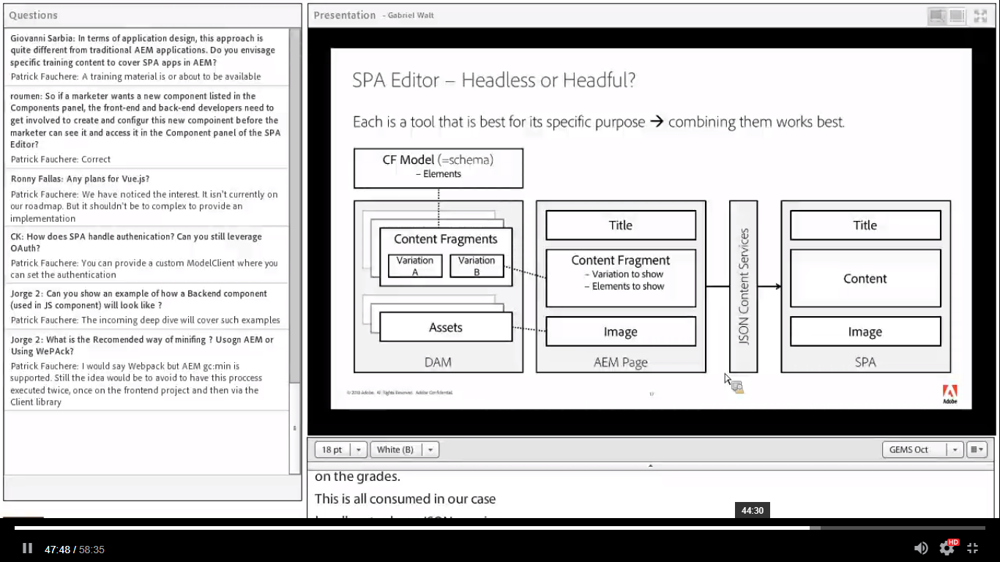 Questions
Giovanni Sarbia: In terms of application design, this approach is
quite different from traditional AEM applications. Do you envisage
specific training content to cover SPA apps in AEM?
Patrick Fauchere: A training material is or about to be available
roumen: So if a marketer wants a new component listed in the
Components panel, the front-end and back-end developers need to
get involved to create and configur this new compoinent before the
marketer can see it and access it in the Component panel of the SPA
Editor?
Patrick Fauchere: Correct
Ronny Fallas: Any plans for Vue.js?
Patrick Fauchere: We have noticed the interest. It isn't currently on
our roadmap. But it shouldn't be to complex to provide an
implementation
CK: How does SPA handle authenication? Can you still leverage
OAuth?
Patrick Fauchere: You can provide a custom ModelClient where you
can set the authentication
Jorge 2: Can you show an example of how a Backend component
(used in JS component) will look like ?
Patrick Fauchere: The incoming deep dive will cover such examples
Jorge 2: What is the Recomended way of minifing ? Usogn AEM or
Using WePAck?
Patrick Fauchere: I would say Webpack but AEM gc:min is
supported. Still the idea would be to avoid to have this proccess
executed twice, once on the frontend project and then via the
Client library
Presentation - Gabriel Walt
SPA Editor – Headless or Headful?
Each is a tool that is best for its specific purpose → combining them works best.
CF Model (=schema)
– Elements
Content Fragments
Variation
A
Variation
B
Assets
DAM
Title
Content Fragment
– Variation to show
– Elements to show
Image
AEM Page
JSON Content Services
Title
Content
Image
SPA
© 2018 Adobe. All Rights Reserved. Adobe Confidential.
Adobe
18 pt
White (B)
GEMS Oct
on the grades.
This is all consumed in our case
44:30
47:48 / 58:35
HD